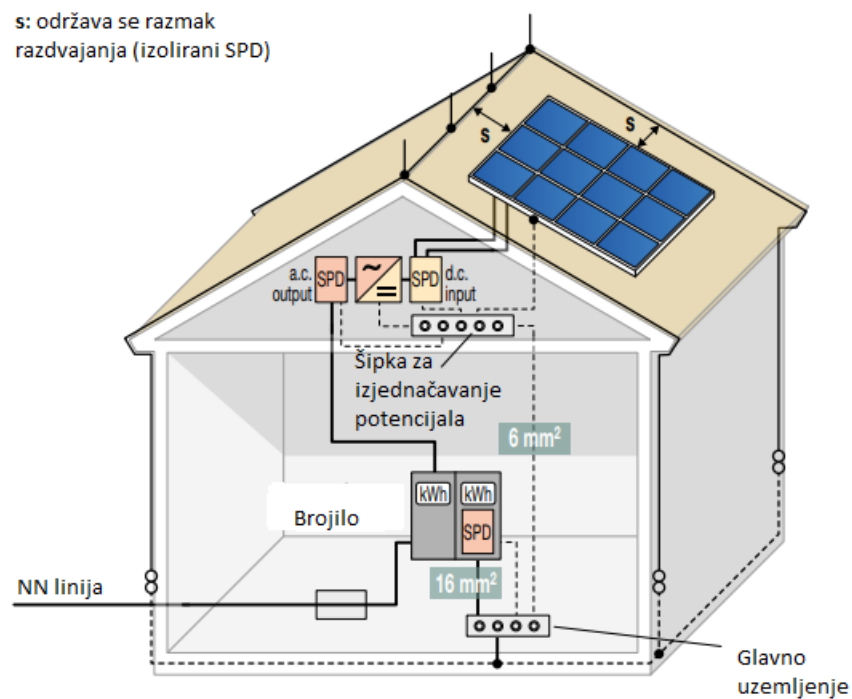 s: održava se razmak
razdvajanja (izolirani SPD)
s
s
a.c.
output
SPD
~
=
SPD
d.c.
input
Šipka za
izjednačavanje
potencijala
6 mm²
kWh
kWh
Brojilo
SPD
16 mm²
NN linija
Glavno
uzemljenje